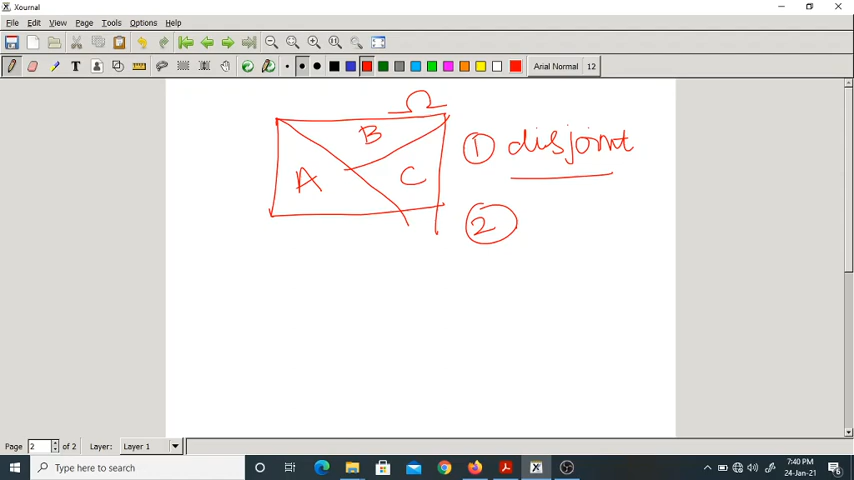 Xournal
File Edit View Page Tools Options Help
Arial Normal 12
Ω
B
① disjoint
A C
②
Page 2 of 2 Layer: Layer 1
Type here to search
7:40 PM
24-Jan-21